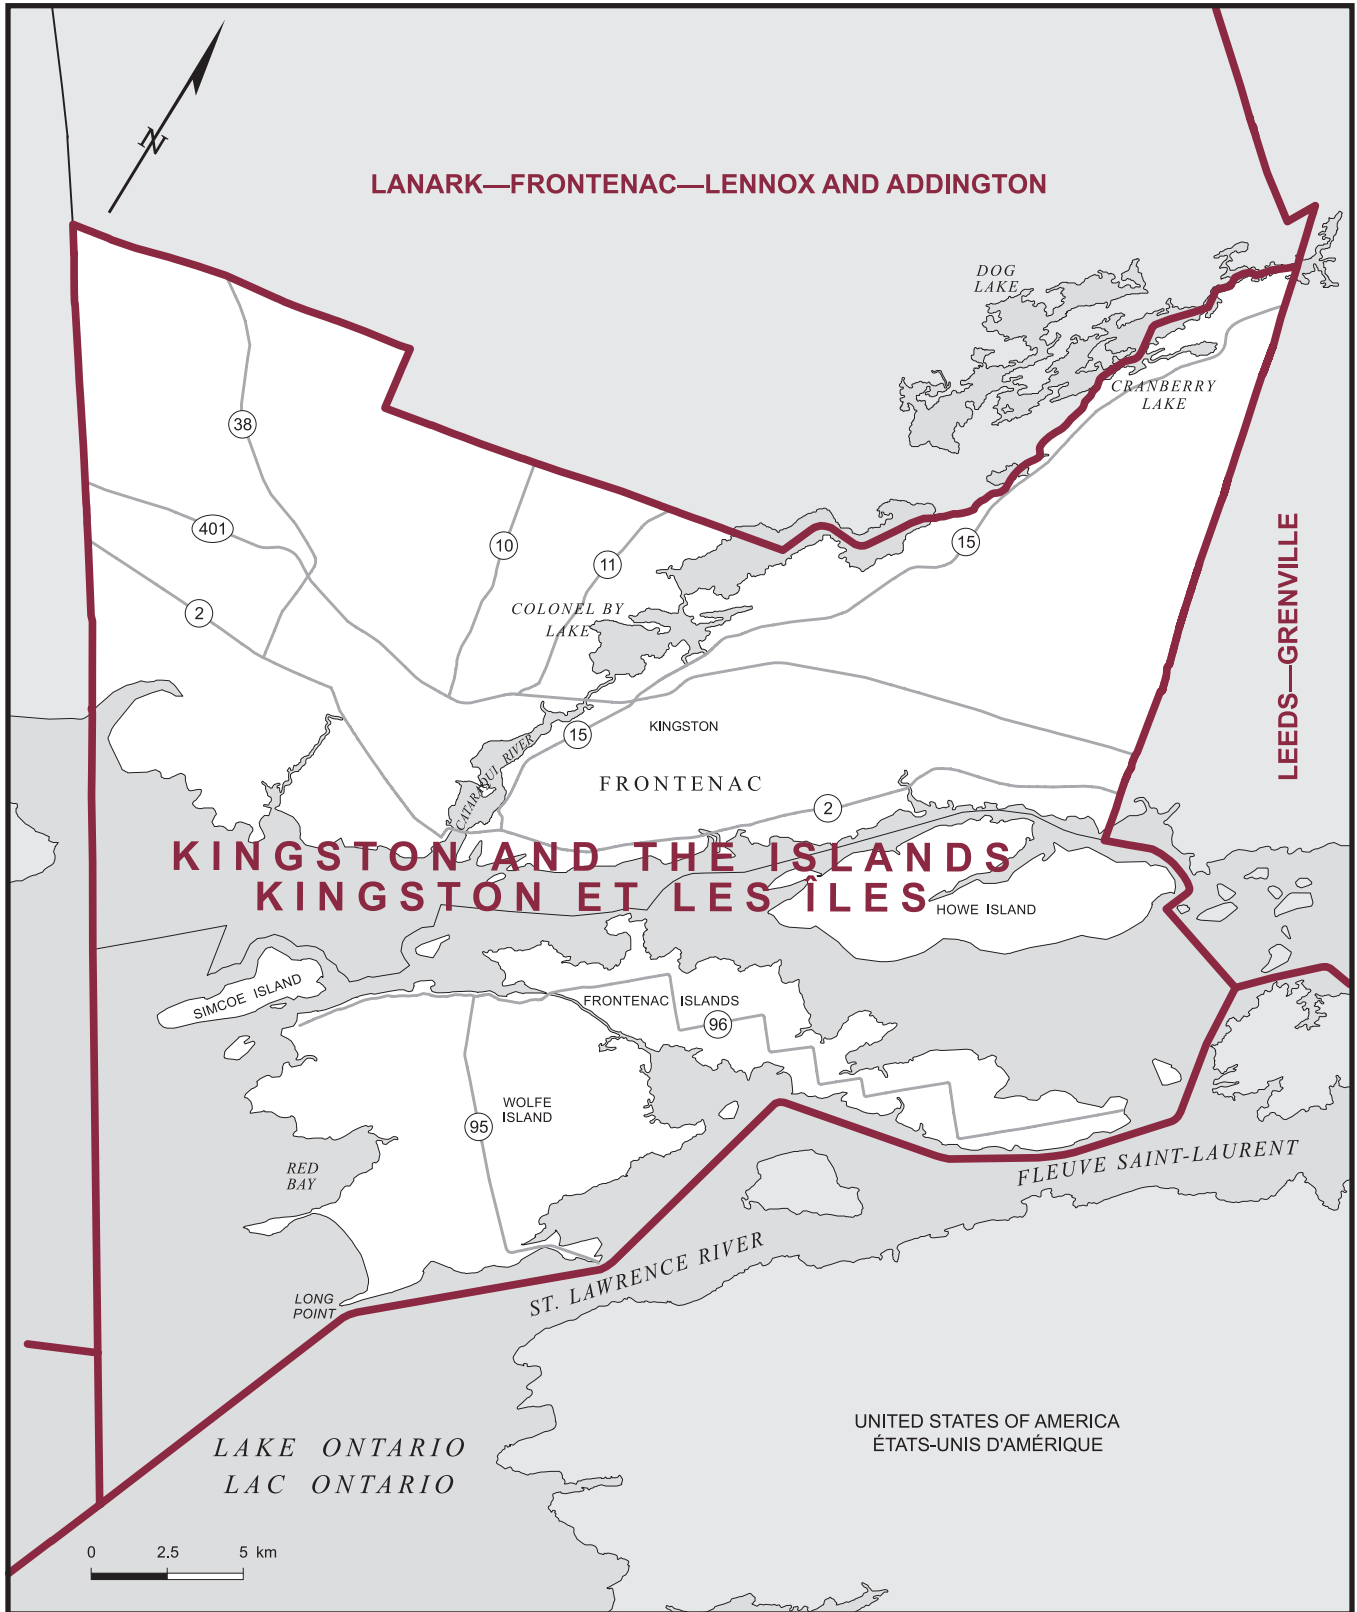 N
LANARK—FRONTENAC—LENNOX AND ADDINGTON
DOG
LAKE
CRANBERRY
LAKE
38
401
10
11
15
2
COLONEL BY
LAKE
LEEDS—GRENVILLE
15
KINGSTON
CATARAQUI RIVER
FRONTENAC
2
KINGSTON AND THE ISLANDS
KINGSTON ET LES ÎLES
HOWE ISLAND
SIMCOE ISLAND
FRONTENAC ISLANDS
96
WOLFE
ISLAND
95
RED
BAY
FLEUVE SAINT-LAURENT
ST. LAWRENCE RIVER
LONG
POINT
UNITED STATES OF AMERICA
ÉTATS-UNIS D'AMÉRIQUE
LAKE ONTARIO
LAC ONTARIO
0 2.5 5 km